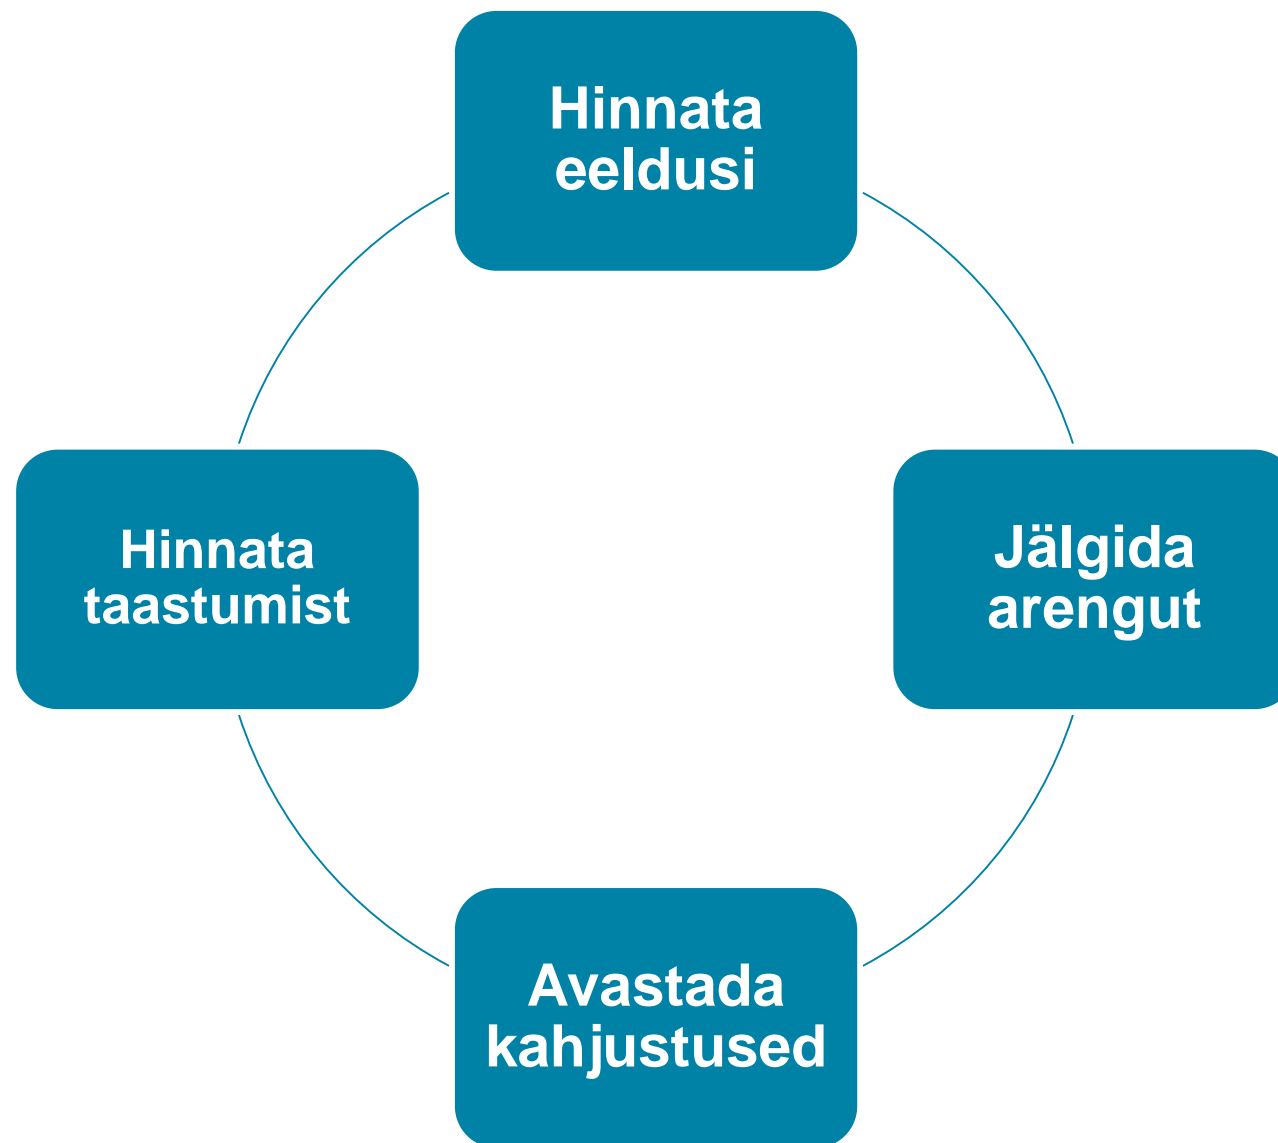 Hinnata
eeldusi
Jälgida
arengut
Avastada
kahjustused
Hinnata
taastumist